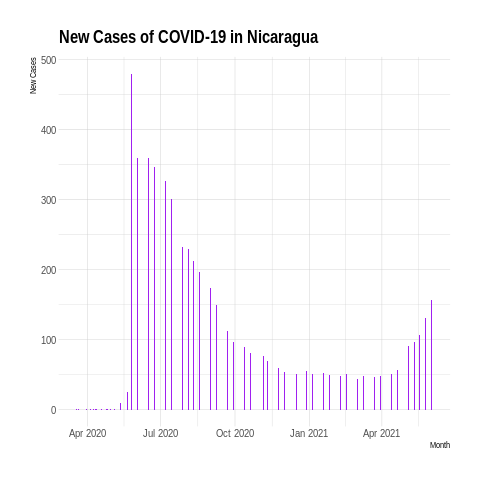 New Cases of COVID-19 in Nicaragua
New Cases
500
400
300
200
100
0
Apr 2020
Jul 2020
Oct 2020
Jan 2021
Apr 2021
Month